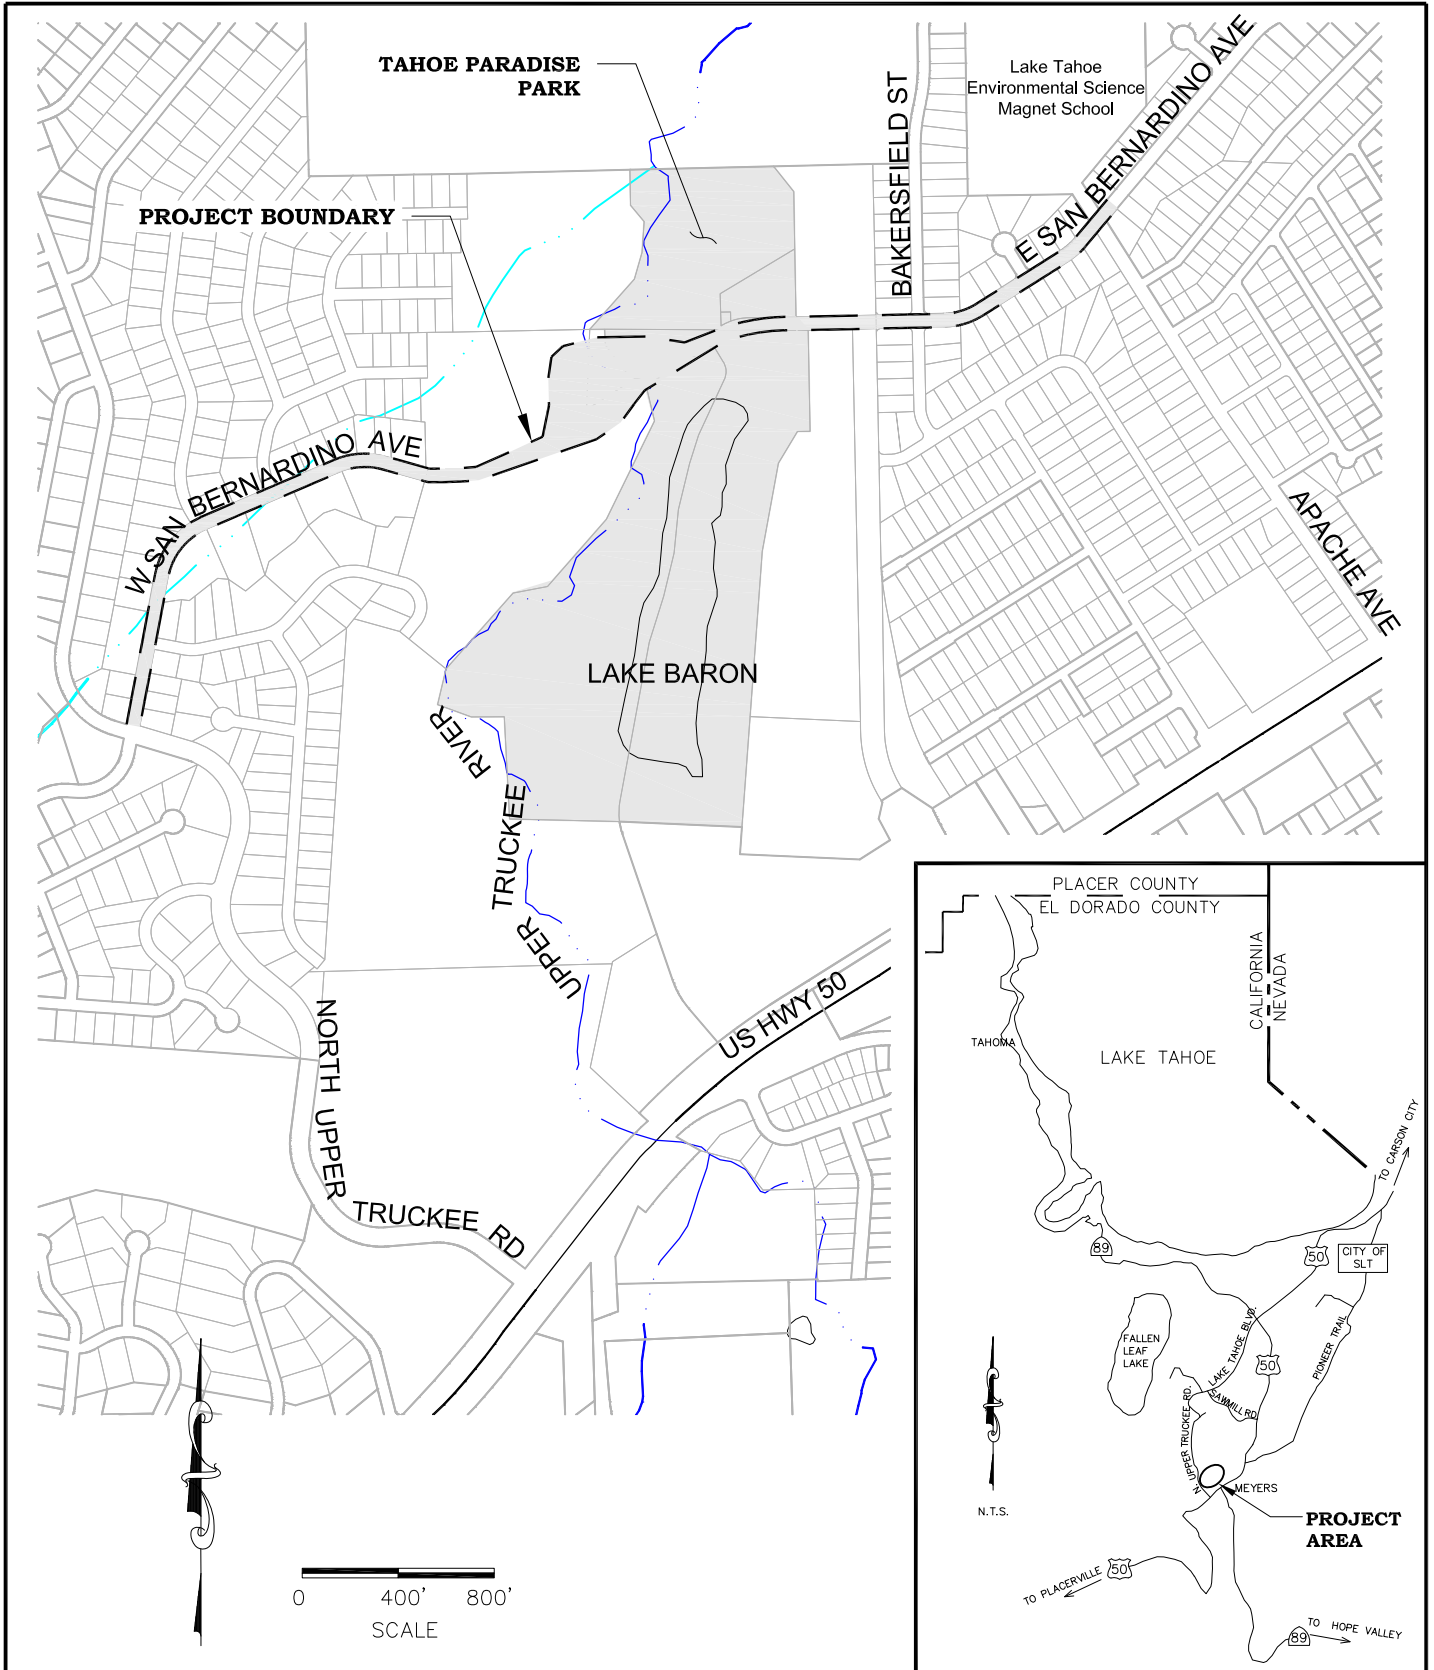 TAHOE PARADISE
PARK
Lake Tahoe
Environmental Science
Magnet School
BAKERSFIELD ST
E SAN BERNARDINO AVE
PROJECT BOUNDARY
W SAN BERNARDINO AVE
APACHE AVE
LAKE BARON
UPPER TRUCKEE RIVER
US HWY 50
NORTH UPPER TRUCKEE RD
0 400' 800'
SCALE
PLACER COUNTY
EL DORADO COUNTY
CALIFORNIA
NEVADA
TAHOMA
LAKE TAHOE
TO CARSON CITY
89
50
CITY OF
SLT
FALLEN
LEAF
LAKE
LAKE TAHOE BLVD.
50
PIONEER TRAIL
SAWMILL RD
N. UPPER TRUCKEE RD.
MEYERS
N.T.S.
PROJECT
AREA
TO PLACERVILLE
50
TO HOPE VALLEY
89